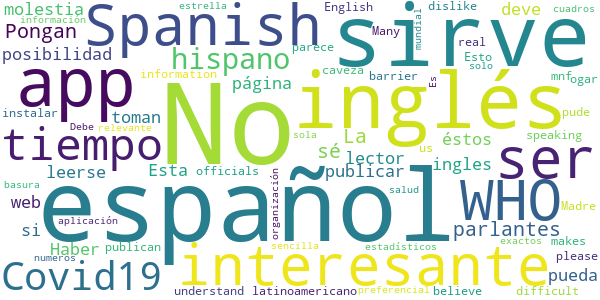 molestia información estrella English dislike cuadros
Pongan Spanish Many sirve deve
posibilidad hispano parece mundial real Esto solo
app No inglés caveza barrier mnfogar
information página Es
instalar Debe relevante toman La sé éstos speaking pude
tiempo sola lector us ingles ser
leerse Esta officials publicar
basura web español organización salud WHO Madre
aplicación si Haber publican sencilla parlantes
estadísticos exactos makes
Covid19 numeros interesante please
preferencial pueda
understand latinoamericano believe difficult